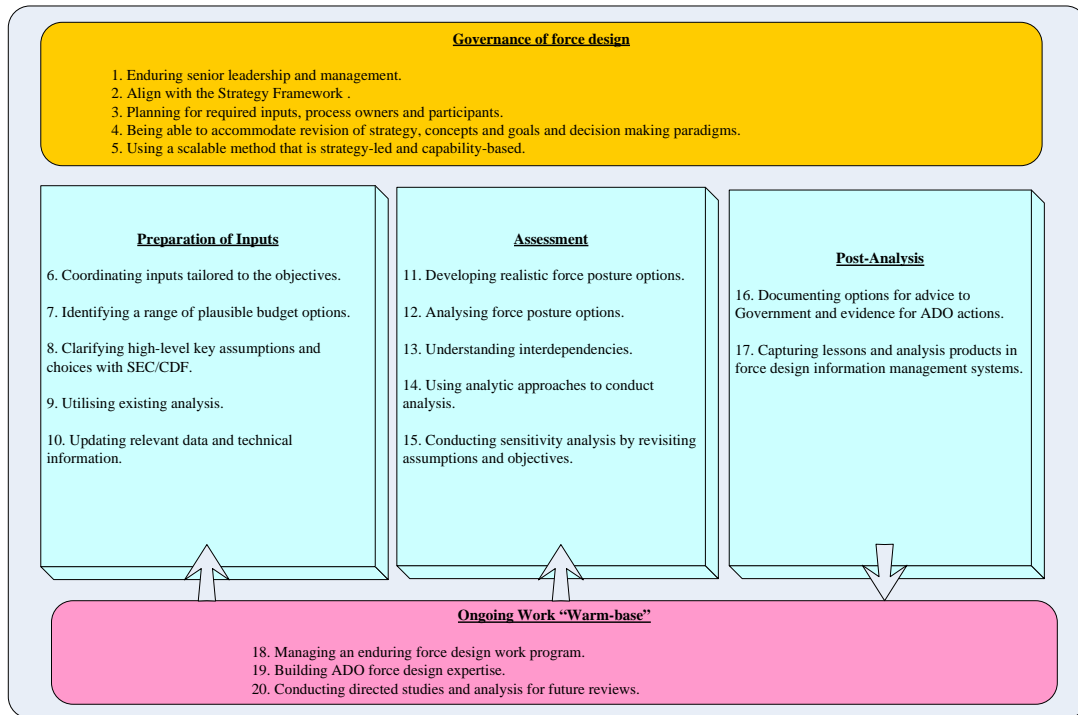 Governance of force design
1. Enduring senior leadership and management.
2. Align with the Strategy Framework .
3. Planning for required inputs, process owners and participants.
4. Being able to accommodate revision of strategy, concepts and goals and decision making paradigms.
5. Using a scalable method that is strategy-led and capability-based.
Preparation of Inputs
6. Coordinating inputs tailored to the objectives.
7. Identifying a range of plausible budget options.
8. Clarifying high-level key assumptions and
choices with SEC/CDF.
9. Utilising existing analysis.
10. Updating relevant data and technical
information.
Assessment
11. Developing realistic force posture options.
12. Analysing force posture options.
13. Understanding interdependencies.
14. Using analytic approaches to conduct
analysis.
15. Conducting sensitivity analysis by revisiting
assumptions and objectives.
Post-Analysis
16. Documenting options for advice to
Government and evidence for ADO actions.
17. Capturing lessons and analysis products in
force design information management systems.
Ongoing Work “Warm-base”
18. Managing an enduring force design work program.
19. Building ADO force design expertise.
20. Conducting directed studies and analysis for future reviews.